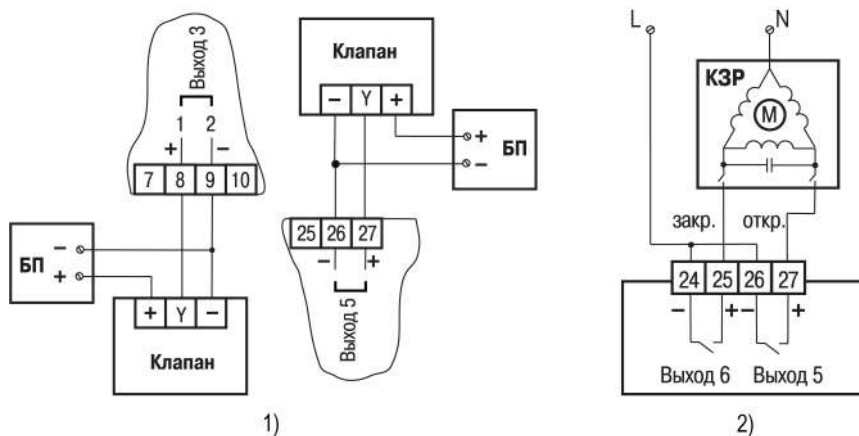 Выход 3
1 2
+ −
7 8 9 10
− БП
+
+ Y −
Клапан
Клапан
− Y +
+ БП
−
25 26 27
− +
Выход 5
1)
L N
КЗР
M
закр. откр.
24 25 26 27
− + − +
Выход 6 Выход 5
2)